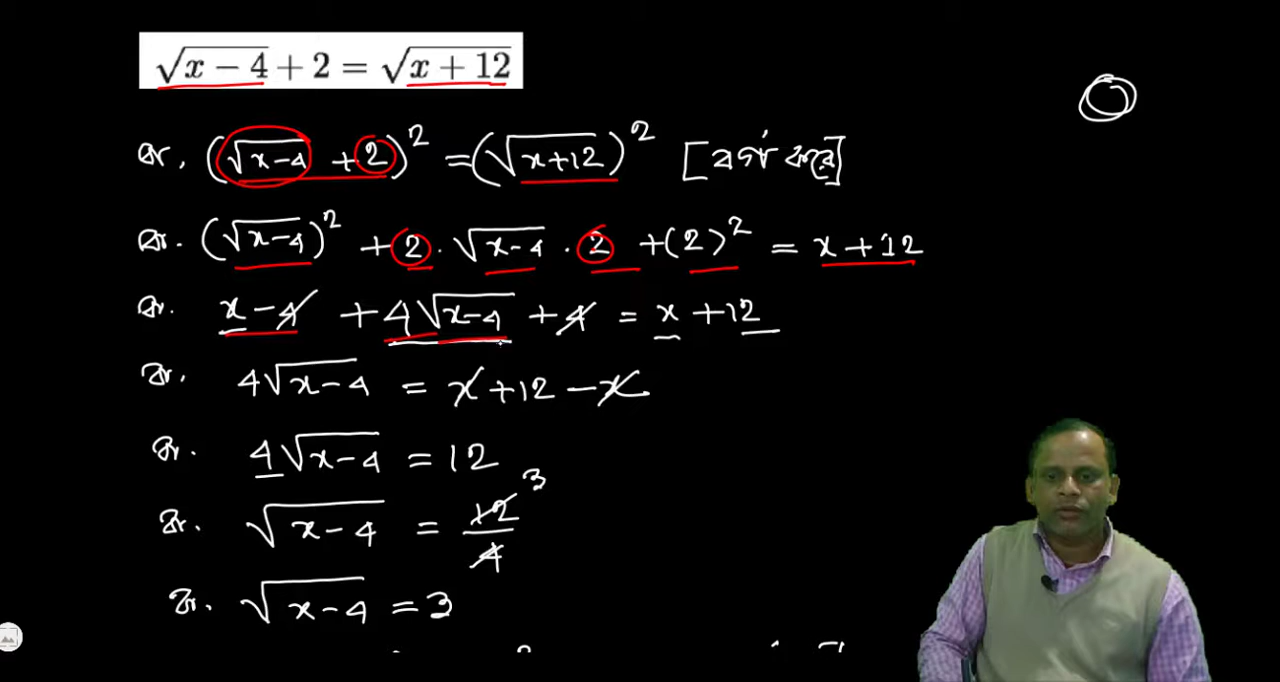 √(x − 4) + 2 = √(x + 12)
বা, (√(x−4) + 2)² = (√(x+12))² [বর্গ করে]
বা. (√(x−4))² + 2 · √(x−4) · 2 + (2)² = x + 12
বা. x − 4 + 4√(x−4) + 4 = x + 12
বা. 4√(x−4) = x + 12 − x
বা. 4√(x−4) = 12
বা. √(x−4) = 12/4 3
বা. √(x−4) = 3